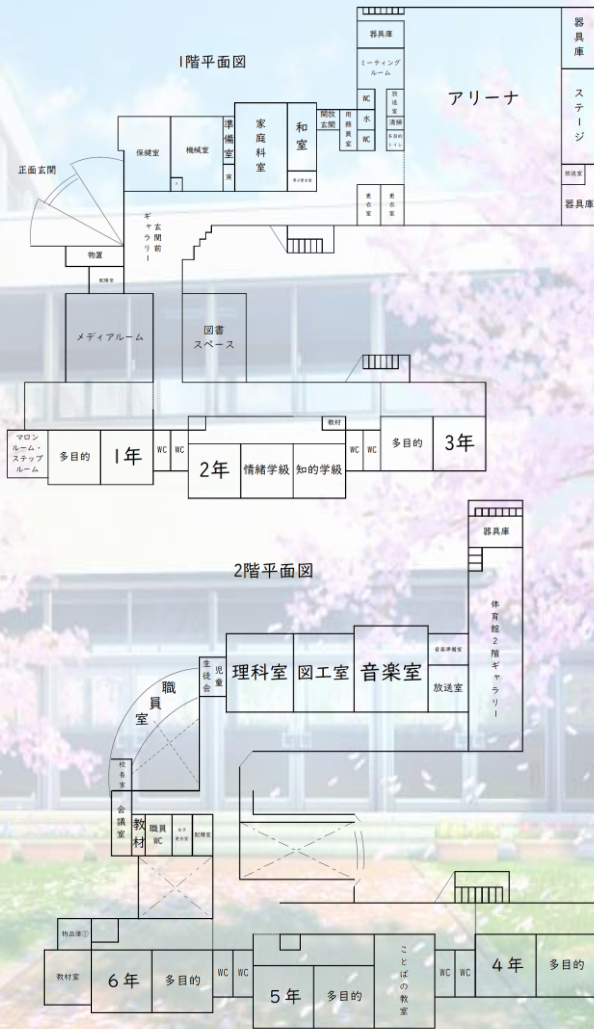 1階平面図
器具庫
ミーティング
ルーム
WC
水
WC
放送室
清掃
多目的
トイレ
アリーナ
器具庫
ステージ
放送室
器具庫
更衣室
更衣室
保健室
機械室
準備室
家庭科室
和室
開放
玄関
用務員室
正面玄関
玄関前
ギャラリー
物置
メディアルーム
図書
スペース
マロン
ルーム・
ステップ
ルーム
多目的
1年
WC
WC
2年
情緒学級
知的学級
教材
WC
WC
多目的
3年
2階平面図
器具庫
体育館2階ギャラリー
児童
生徒会
理科室
図工室
音楽室
音楽準備室
放送室
職員室
校長室
会議室
教材
職員
WC
物品庫①
教材室
6年
多目的
WC
WC
5年
多目的
ことばの教室
WC
WC
4年
多目的